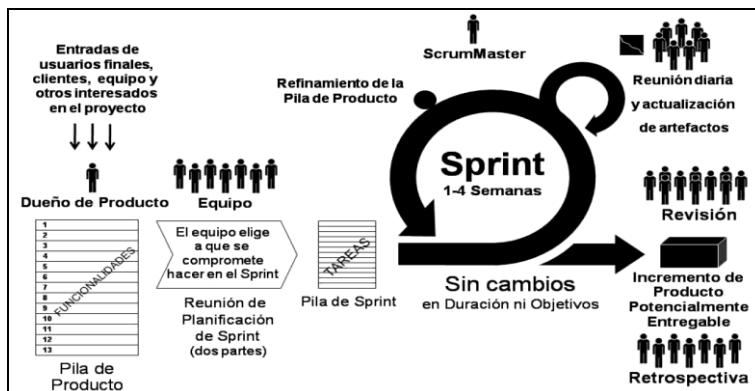 Entradas de
usuarios finales,
clientes, equipo y
otros interesados
en el proyecto
Dueño de Producto
1
2
3
4
5
6
7
8
9
10
11
12
13
FUNCIONALIDADES
Pila de
Producto
Equipo
El equipo elige
a que se
compromete
hacer en el Sprint
Reunión de
Planificación
de Sprint
(dos partes)
TAREAS
Pila de Sprint
Refinamiento de la
Pila de Producto
ScrumMaster
Sprint
1-4 Semanas
Sin cambios
en Duración ni Objetivos
Reunión diaria
y actualización
de artefactos
Revisión
Incremento de
Producto
Potencialmente
Entregable
Retrospectiva